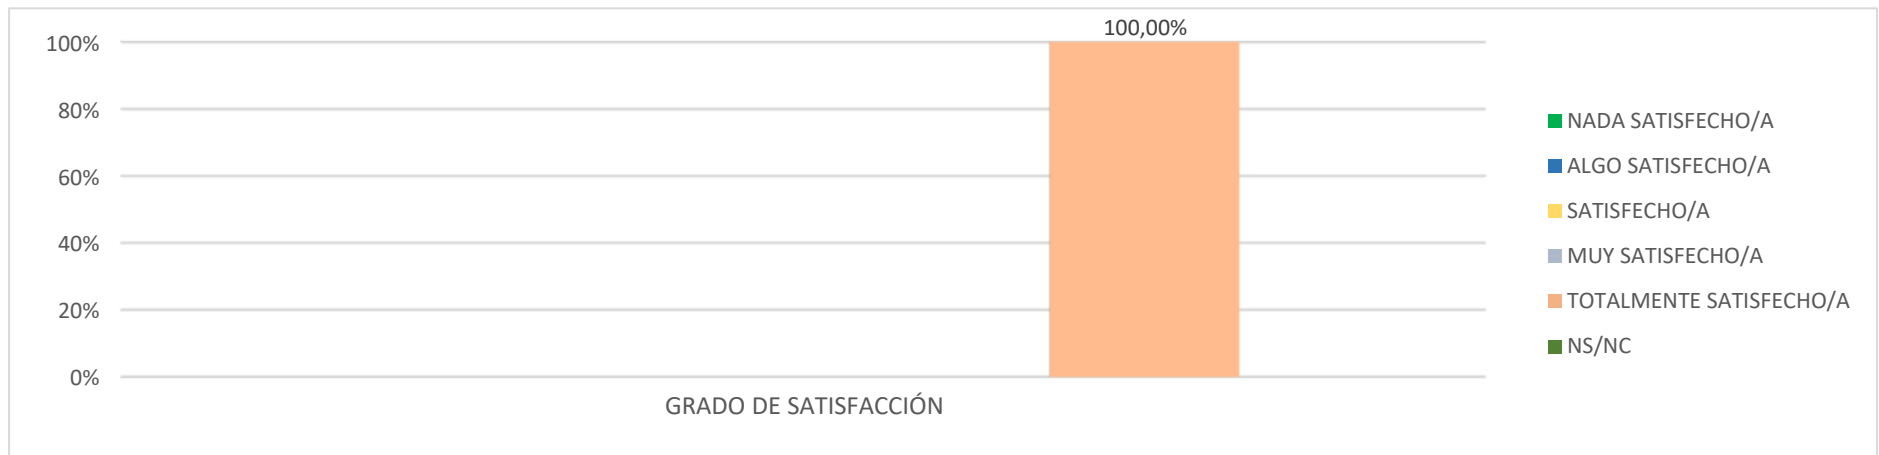 100,00%
100%
80%
60%
40%
20%
0%
GRADO DE SATISFACCIÓN
NADA SATISFECHO/A
ALGO SATISFECHO/A
SATISFECHO/A
MUY SATISFECHO/A
TOTALMENTE SATISFECHO/A
NS/NC